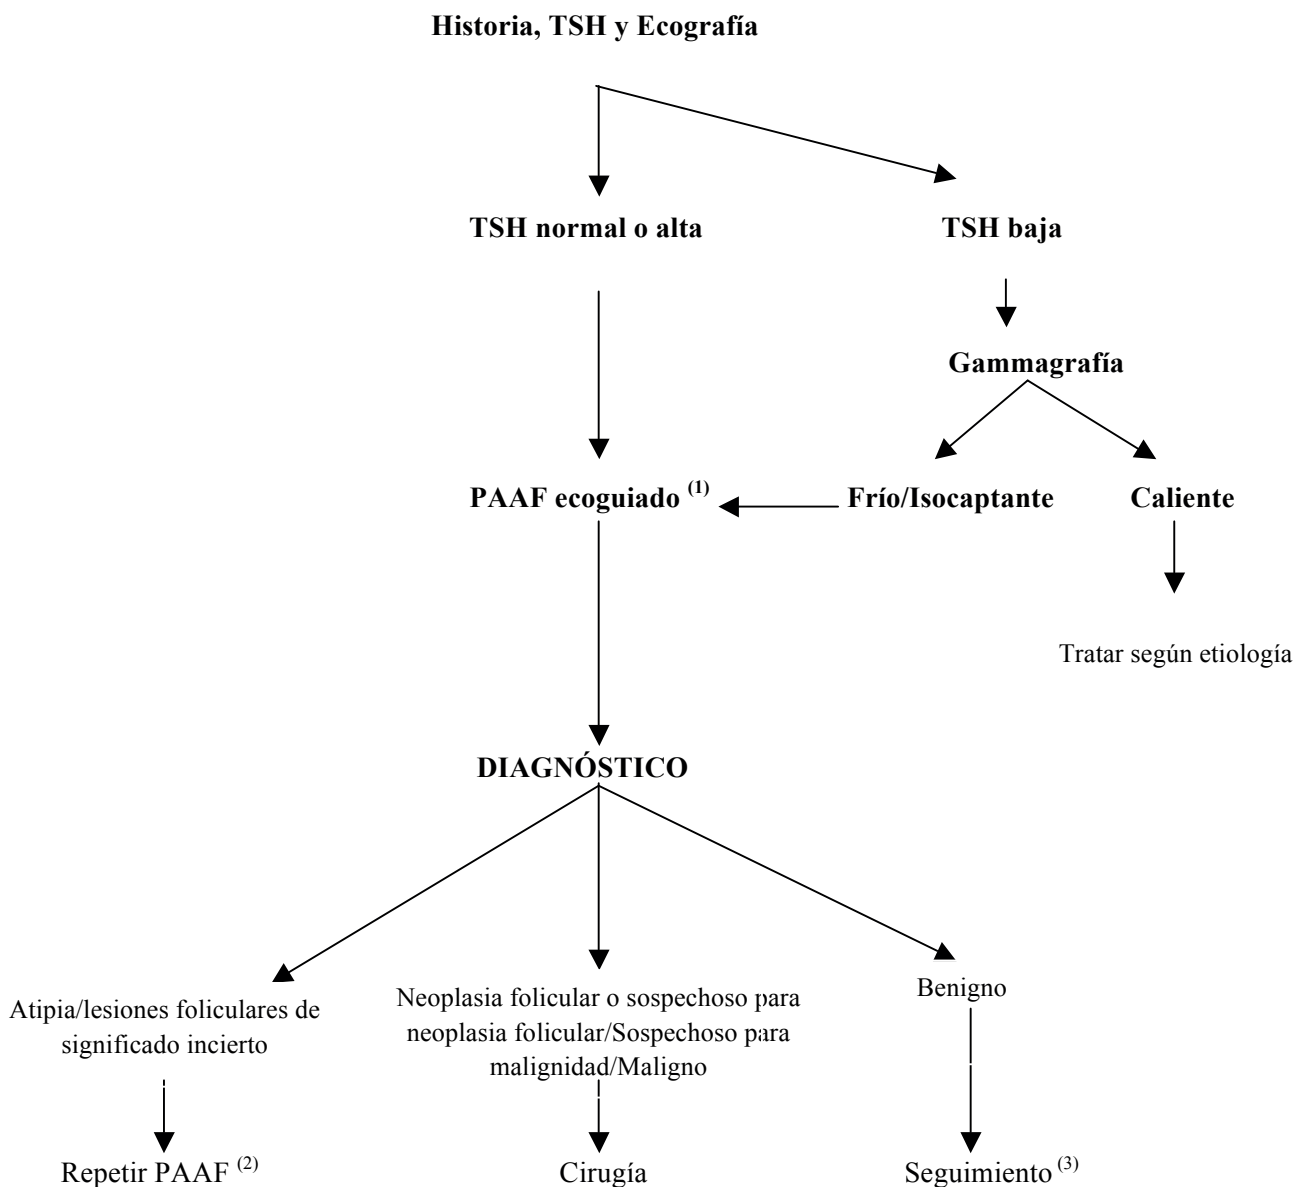 Historia, TSH y Ecografía
TSH normal o alta
TSH baja
Gammagrafía
PAAF ecoguiado (1)
Frío/Isocaptante
Caliente
Tratar según etiología
DIAGNÓSTICO
Atipia/lesiones foliculares de
significado incierto
Neoplasia folicular o sospechoso para
neoplasia folicular/Sospechoso para
malignidad/Maligno
Benigno
Repetir PAAF (2)
Cirugía
Seguimiento (3)